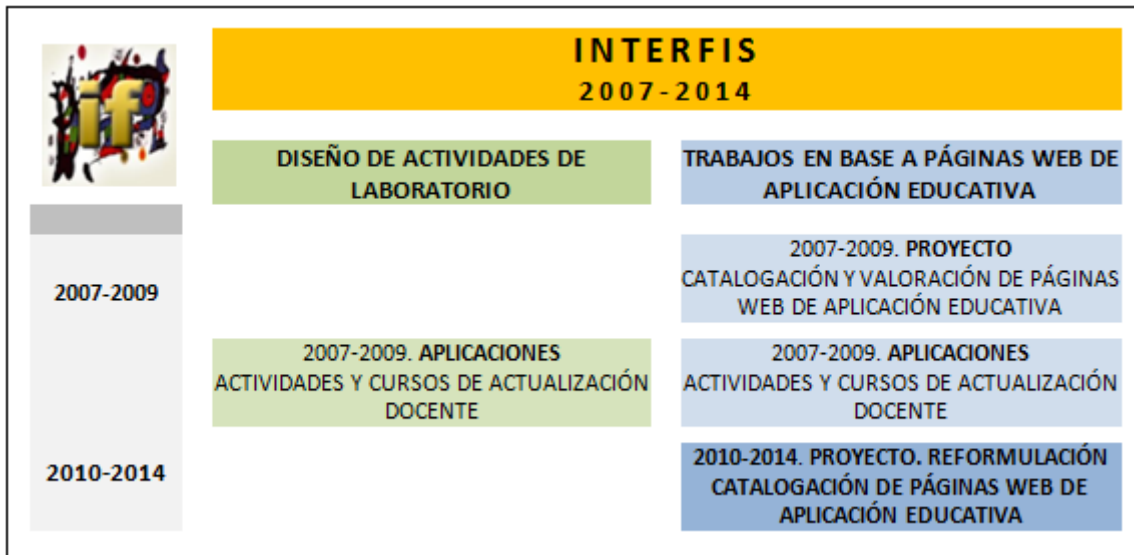 if
INTERFIS
2007-2014
DISEÑO DE ACTIVIDADES DE
LABORATORIO
TRABAJOS EN BASE A PÁGINAS WEB DE
APLICACIÓN EDUCATIVA
2007-2009
2007-2009. PROYECTO
CATALOGACIÓN Y VALORACIÓN DE PÁGINAS
WEB DE APLICACIÓN EDUCATIVA
2007-2009. APLICACIONES
ACTIVIDADES Y CURSOS DE ACTUALIZACIÓN
DOCENTE
2007-2009. APLICACIONES
ACTIVIDADES Y CURSOS DE ACTUALIZACIÓN
DOCENTE
2010-2014
2010-2014. PROYECTO. REFORMULACIÓN
CATALOGACIÓN DE PÁGINAS WEB DE
APLICACIÓN EDUCATIVA